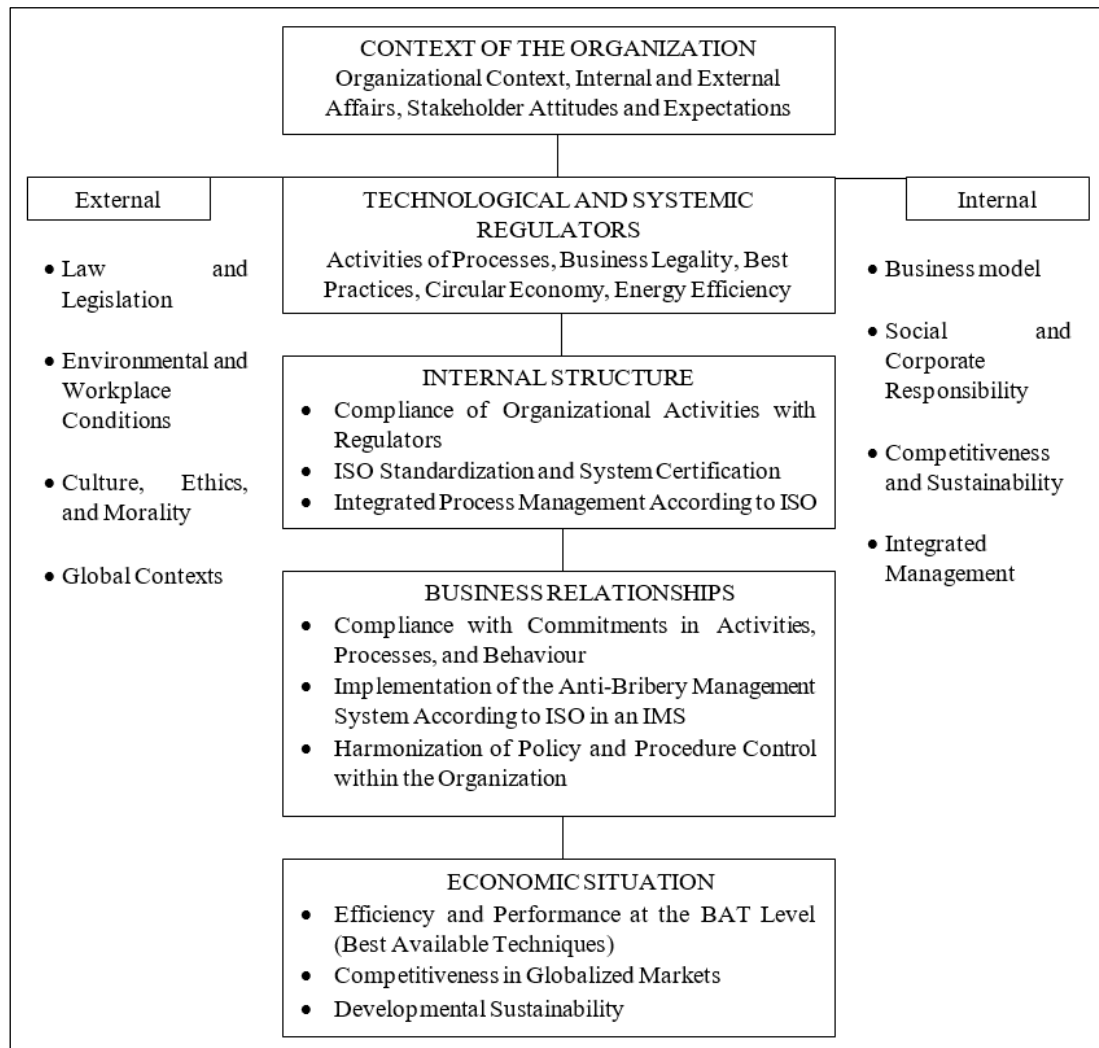 CONTEXT OF THE ORGANIZATION
Organizational Context, Internal and External
Affairs, Stakeholder Attitudes and Expectations
External
TECHNOLOGICAL AND SYSTEMIC
REGULATORS
Activities of Processes, Business Legality, Best
Practices, Circular Economy, Energy Efficiency
Internal
• Law and
Legislation
• Environmental and
Workplace
Conditions
• Culture, Ethics,
and Morality
• Global Contexts
INTERNAL STRUCTURE
• Compliance of Organizational Activities with
Regulators
• ISO Standardization and System Certification
• Integrated Process Management According to ISO
• Business model
• Social and
Corporate
Responsibility
• Competitiveness
and Sustainability
• Integrated
Management
BUSINESS RELATIONSHIPS
• Compliance with Commitments in Activities,
Processes, and Behaviour
• Implementation of the Anti-Bribery Management
System According to ISO in an IMS
• Harmonization of Policy and Procedure Control
within the Organization
ECONOMIC SITUATION
• Efficiency and Performance at the BAT Level
(Best Available Techniques)
• Competitiveness in Globalized Markets
• Developmental Sustainability